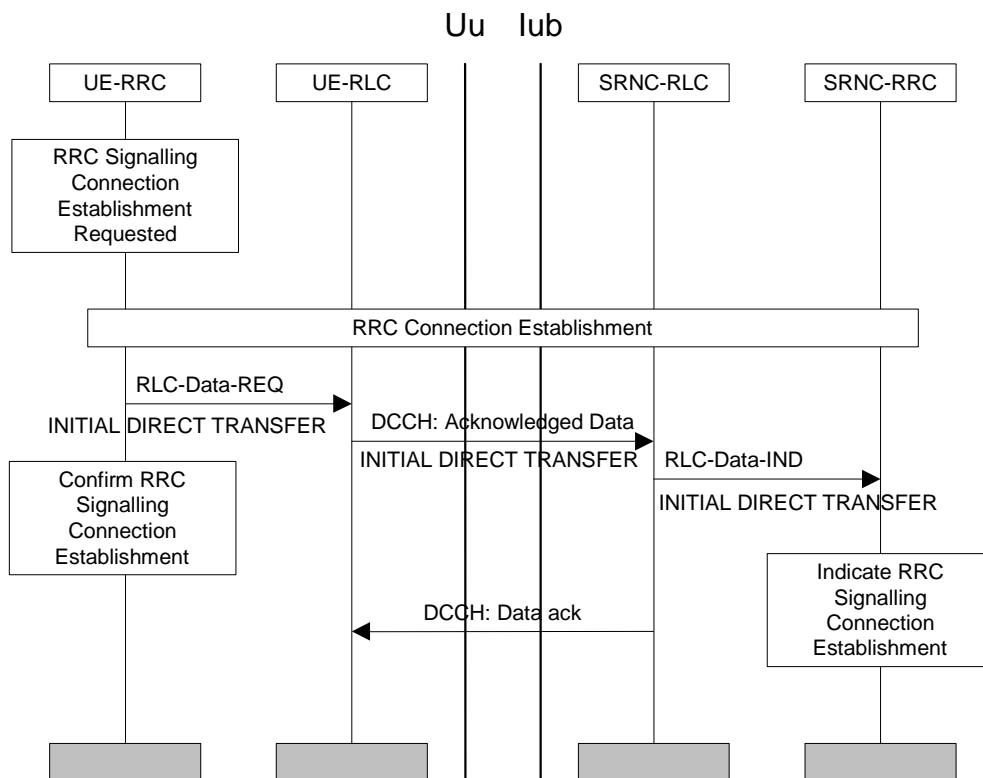 Uu Iub
UE-RRC
UE-RLC
SRNC-RLC
SRNC-RRC
RRC Signalling
Connection
Establishment
Requested
RRC Connection Establishment
RLC-Data-REQ
INITIAL DIRECT TRANSFER
DCCH: Acknowledged Data
INITIAL DIRECT TRANSFER
RLC-Data-IND
INITIAL DIRECT TRANSFER
Confirm RRC
Signalling
Connection
Establishment
Indicate RRC
Signalling
Connection
Establishment
DCCH: Data ack